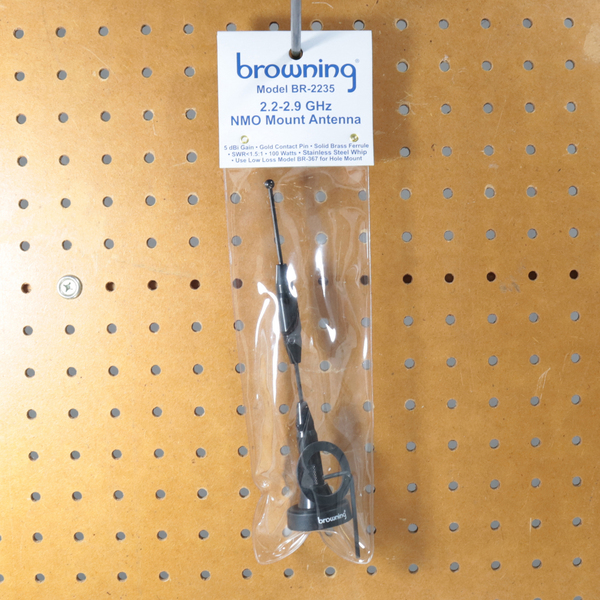 browning®
Model BR-2235
2.2-2.9 GHz
NMO Mount Antenna
5 dBi Gain • Gold Contact Pin • Solid Brass Ferrule
• SWR<1.5:1 • 100 Watts • Stainless Steel Whip
• Use Low Loss Model BR-367 for Hole Mount
browning